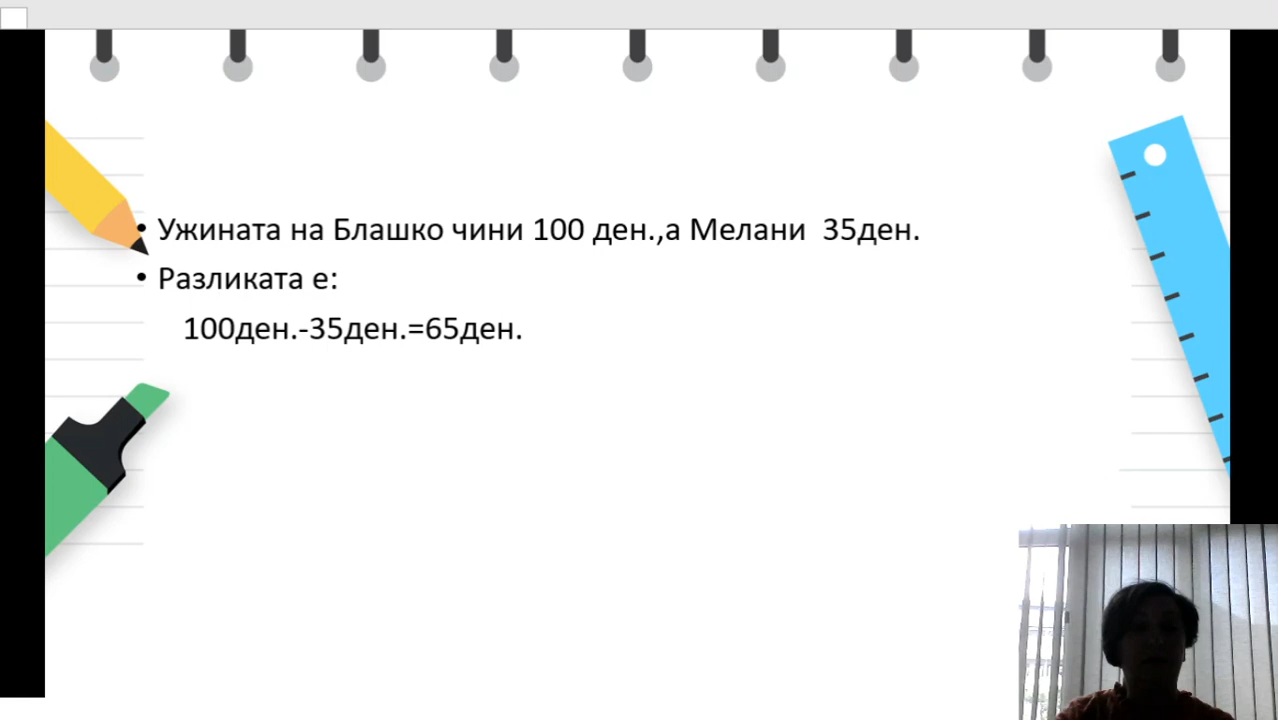 • Ужината на Блашко чини 100 ден.,а Мелани  35ден.
• Разликата е:
100ден.-35ден.=65ден.